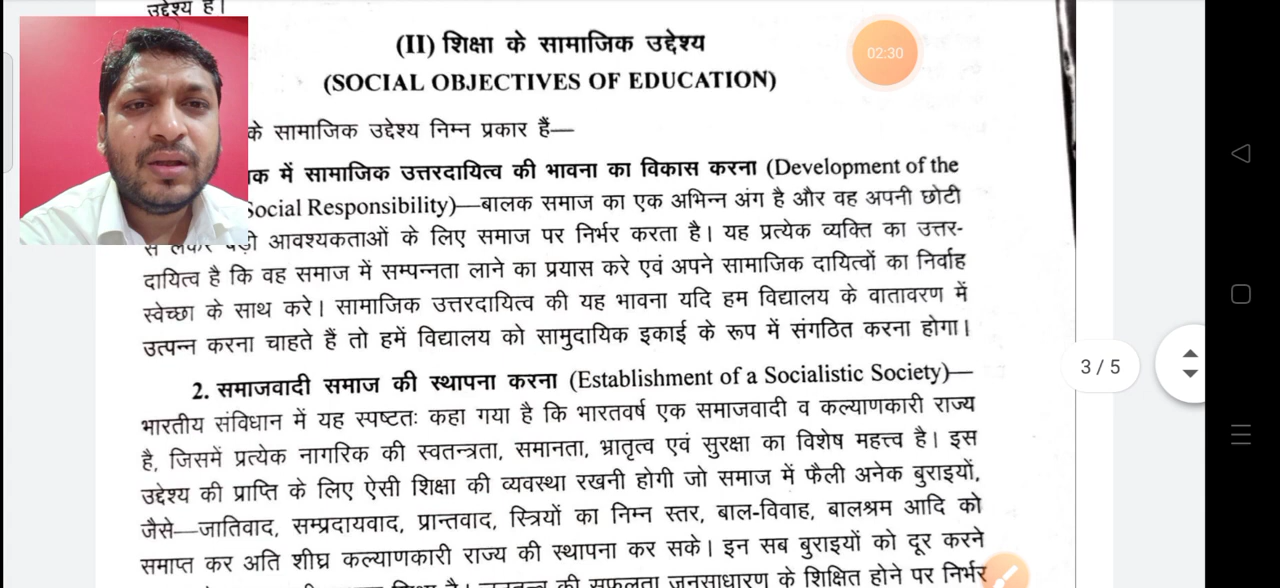 उद्देश्य है।
(II) शिक्षा के सामाजिक उद्देश्य
02:30
(SOCIAL OBJECTIVES OF EDUCATION)
के सामाजिक उद्देश्य निम्न प्रकार हैं—
क में सामाजिक उत्तरदायित्व की भावना का विकास करना (Development of the
Social Responsibility)—बालक समाज का एक अभिन्न अंग है और वह अपनी छोटी
से लेकर बड़ी आवश्यकताओं के लिए समाज पर निर्भर करता है। यह प्रत्येक व्यक्ति का उत्तर-
दायित्व है कि वह समाज में सम्पन्नता लाने का प्रयास करे एवं अपने सामाजिक दायित्वों का निर्वाह
स्वेच्छा के साथ करे। सामाजिक उत्तरदायित्व की यह भावना यदि हम विद्यालय के वातावरण में
उत्पन्न करना चाहते हैं तो हमें विद्यालय को सामुदायिक इकाई के रूप में संगठित करना होगा।
3 / 5
2. समाजवादी समाज की स्थापना करना (Establishment of a Socialistic Society)—
भारतीय संविधान में यह स्पष्टतः कहा गया है कि भारतवर्ष एक समाजवादी व कल्याणकारी राज्य
है, जिसमें प्रत्येक नागरिक की स्वतन्त्रता, समानता, भ्रातृत्व एवं सुरक्षा का विशेष महत्त्व है। इस
उद्देश्य की प्राप्ति के लिए ऐसी शिक्षा की व्यवस्था रखनी होगी जो समाज में फैली अनेक बुराइयों,
जैसे—जातिवाद, सम्प्रदायवाद, प्रान्तवाद, स्त्रियों का निम्न स्तर, बाल-विवाह, बालश्रम आदि को
समाप्त कर अति शीघ्र कल्याणकारी राज्य की स्थापना कर सके। इन सब बुराइयों को दूर करने
की सफलता जनसाधारण के शिक्षित होने पर निर्भर